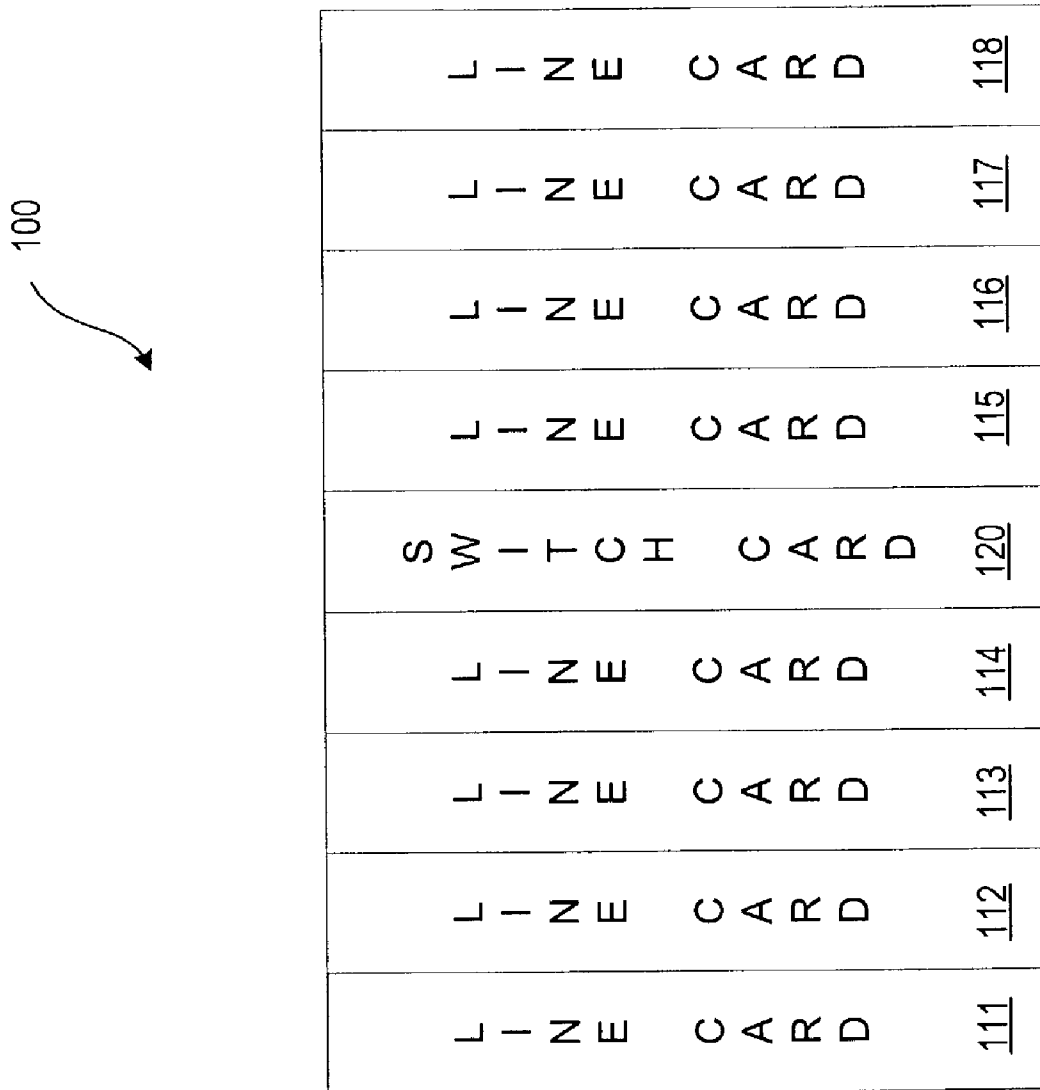 100
LINE CARD 111
LINE CARD 112
LINE CARD 113
LINE CARD 114
SWITCH CARD 120
LINE CARD 115
LINE CARD 116
LINE CARD 117
LINE CARD 118